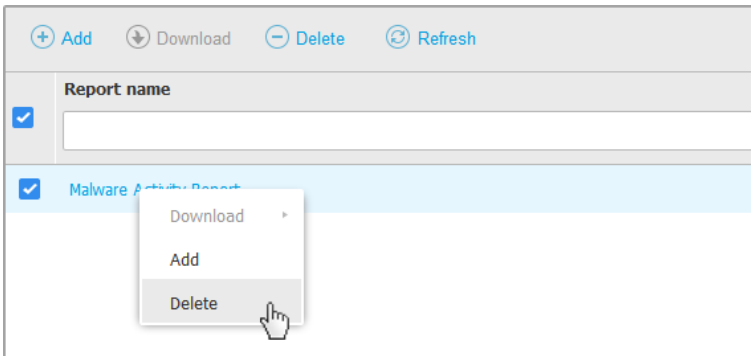 Add Download Delete Refresh
Report name
Malware Activity Report
Download
Add
Delete